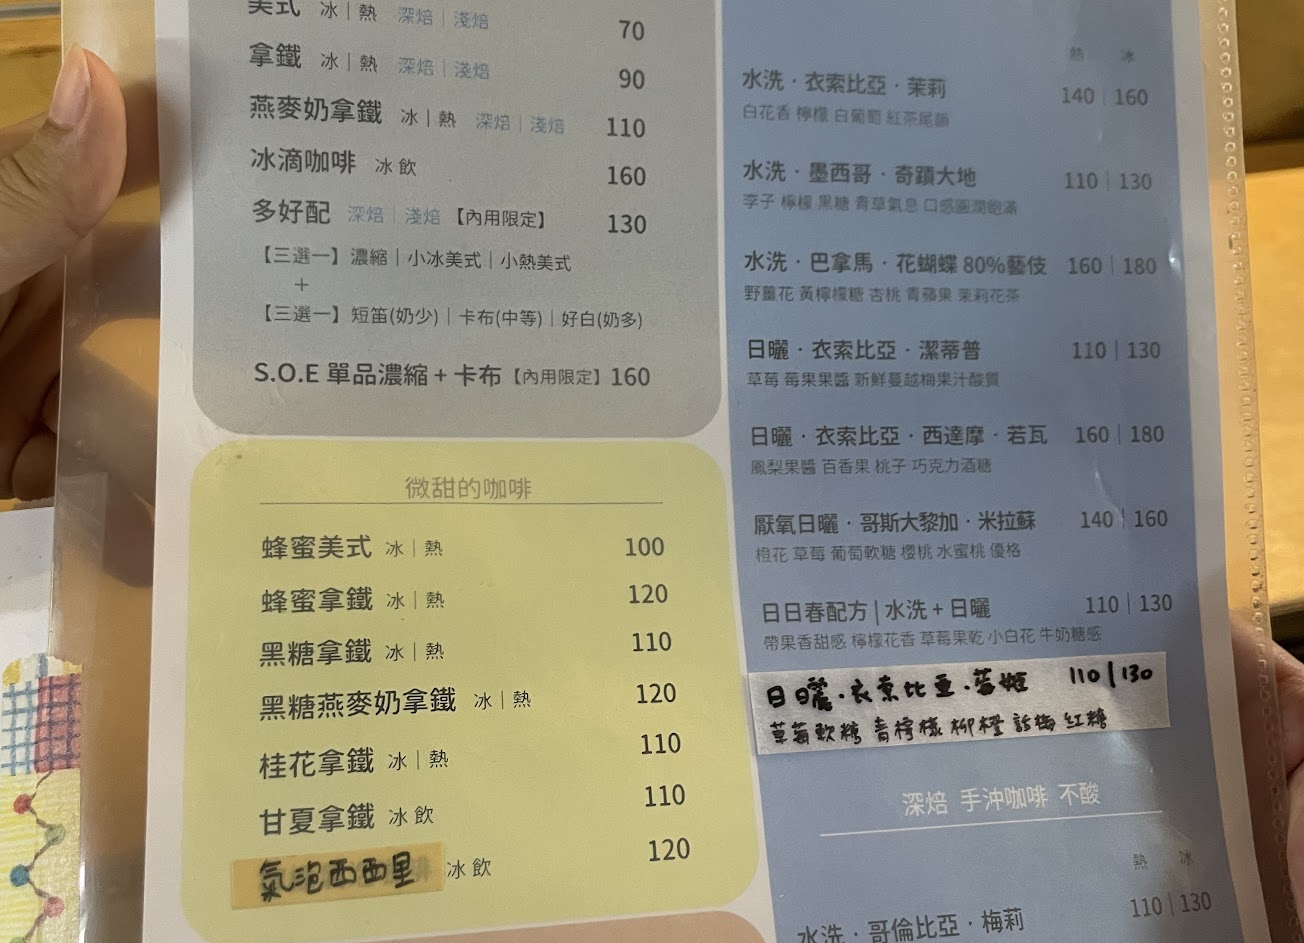 美式 冰｜熱 深焙｜淺焙 70
拿鐵 冰｜熱 深焙｜淺焙 90
燕麥奶拿鐵 冰｜熱 深焙｜淺焙 110
冰滴咖啡 冰飲 160
多好配 深焙｜淺焙【內用限定】 130
【三選一】濃縮｜小冰美式｜小熱美式
+
【三選一】短笛(奶少)｜卡布(中等)｜好白(奶多)
S.O.E 單品濃縮 + 卡布【內用限定】160
微甜的咖啡
蜂蜜美式 冰｜熱 100
蜂蜜拿鐵 冰｜熱 120
黑糖拿鐵 冰｜熱 110
黑糖燕麥奶拿鐵 冰｜熱 120
桂花拿鐵 冰｜熱 110
甘夏拿鐵 冰飲 110
氣泡西西里 冰飲 120
熱 冰
水洗·衣索比亞·茉莉 140｜160
白花香 檸檬 白葡萄 紅茶尾韻
水洗·墨西哥·奇蹟大地 110｜130
李子 檸檬 黑糖 青草氣息 口感圓潤飽滿
水洗·巴拿馬·花蝴蝶 80%藝伎 160｜180
野薑花 黃檸檬糖 杏桃 青蘋果 茉莉花茶
日曬·衣索比亞·潔蒂普 110｜130
草莓 莓果果醬 新鮮蔓越梅果汁酸質
日曬·衣索比亞·西達摩·若瓦 160｜180
鳳梨果醬 百香果 桃子 巧克力酒糖
厭氧日曬·哥斯大黎加·米拉蘇 140｜160
橙花 草莓 葡萄軟糖 櫻桃 水蜜桃 優格
日日春配方｜水洗 + 日曬 110｜130
帶果香甜感 檸檬花香 草莓果乾 小白花 牛奶糖感
日曬·衣索比亞· 110｜130
草莓軟糖 青檸檬 柳橙 話梅 紅糖
深焙 手沖咖啡 不酸
熱 冰
水洗·哥倫比亞·梅莉 110｜130